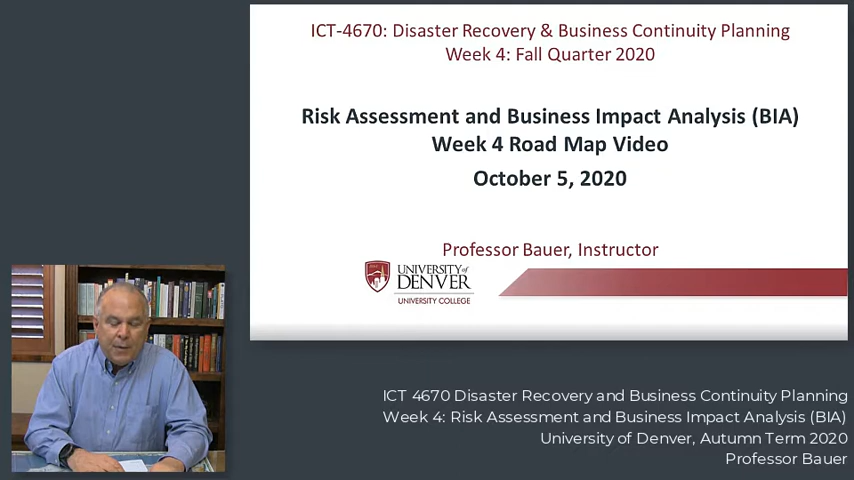 ICT-4670: Disaster Recovery & Business Continuity Planning
Week 4: Fall Quarter 2020
Risk Assessment and Business Impact Analysis (BIA)
Week 4 Road Map Video
October 5, 2020
Professor Bauer, Instructor
UNIVERSITY of
DENVER
UNIVERSITY COLLEGE
ICT 4670 Disaster Recovery and Business Continuity Planning
Week 4: Risk Assessment and Business Impact Analysis (BIA)
University of Denver, Autumn Term 2020
Professor Bauer